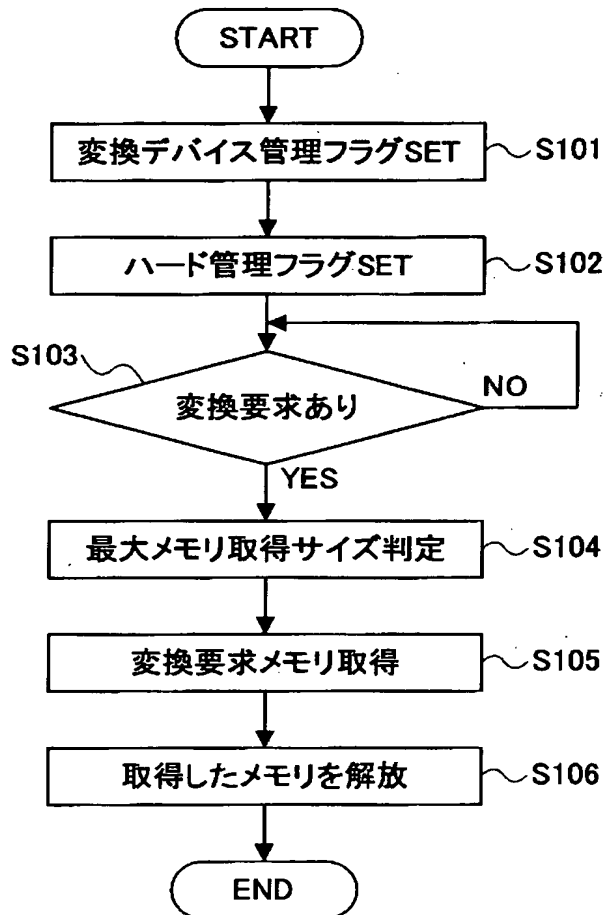 START
変換デバイス管理フラグSET
S101
ハード管理フラグSET
S102
S103
変換要求あり
NO
YES
最大メモリ取得サイズ判定
S104
変換要求メモリ取得
S105
取得したメモリを解放
S106
END